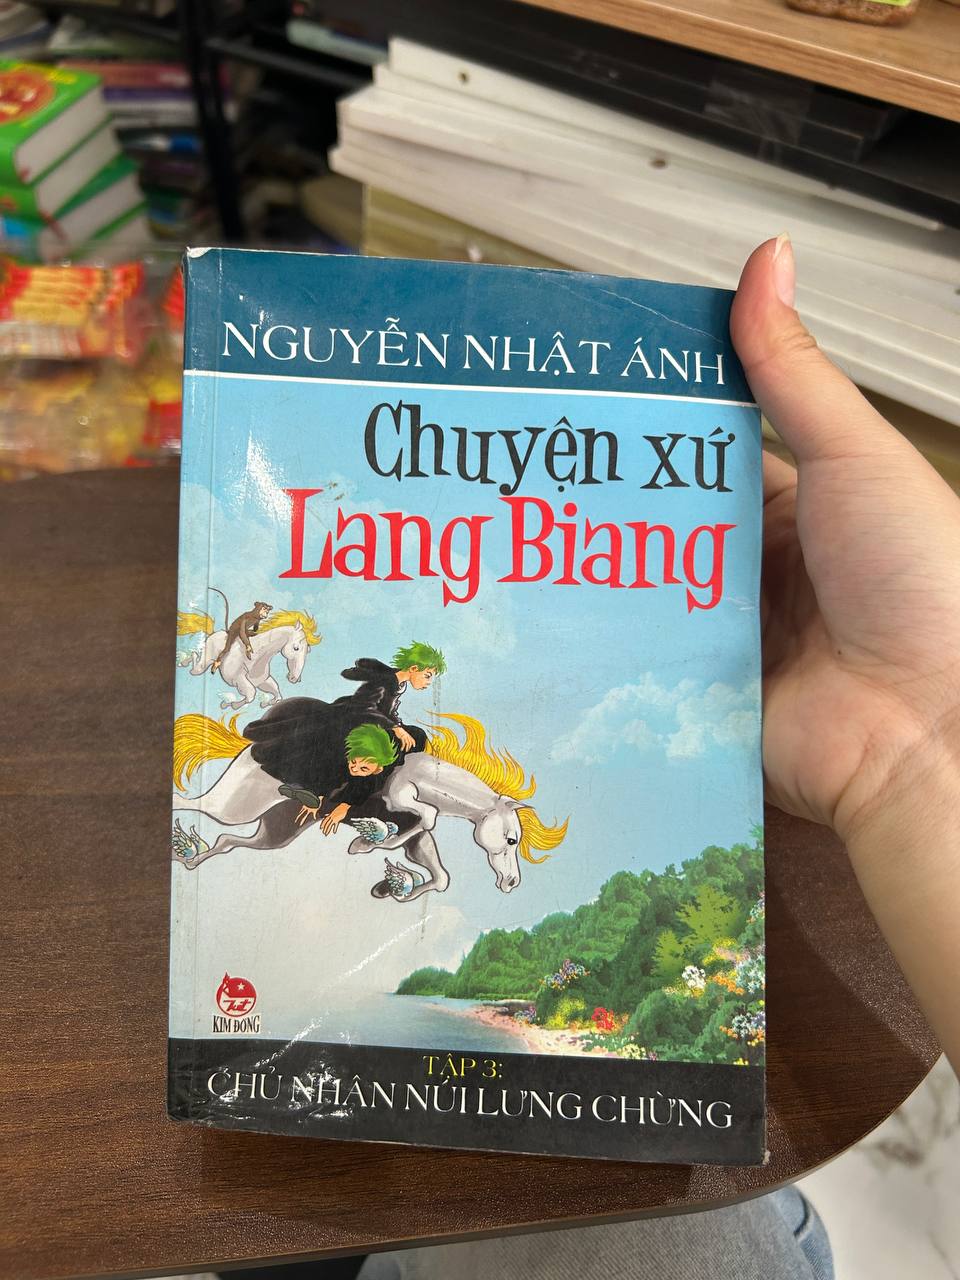 NGUYỄN NHẬT ÁNH
Chuyện xứ
Lang Biang
KIM ĐỒNG
TẬP 3:
CHỦ NHÂN NÚI LƯNG CHỪNG